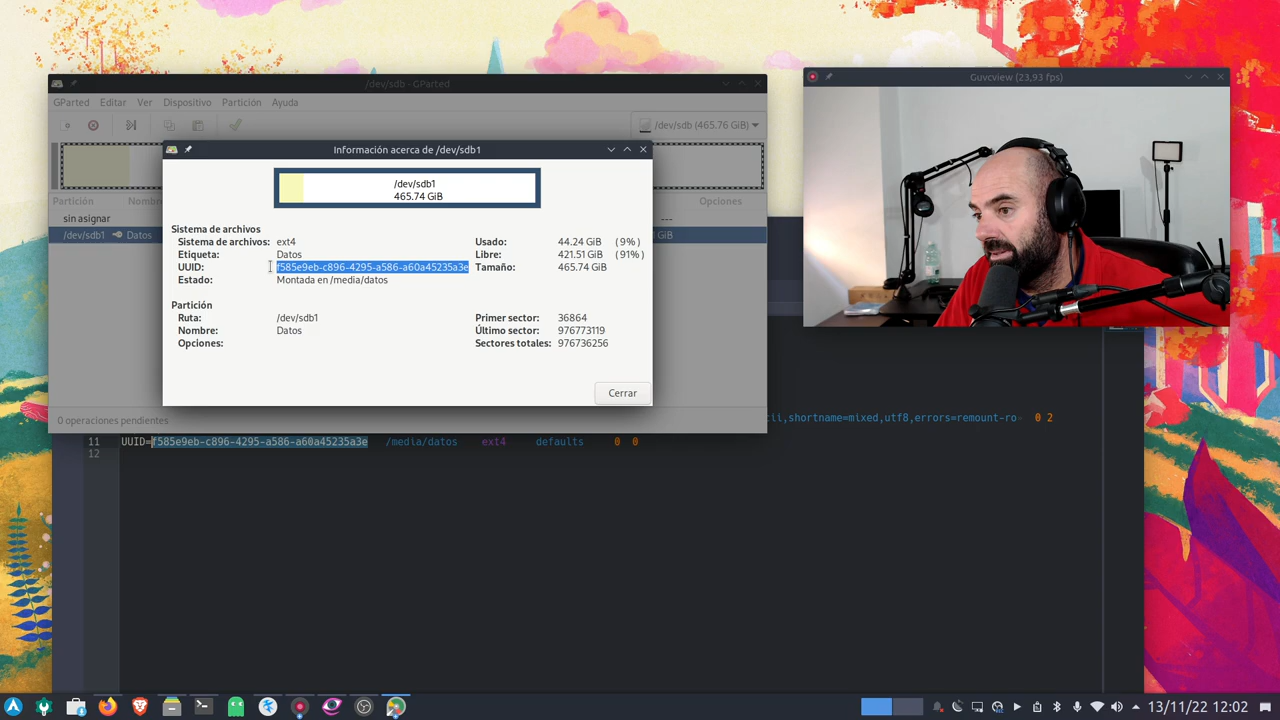 /dev/sdb - GParted
Guvcview (23,93 fps)
GParted Editar Ver Dispositivo Partición Ayuda
/dev/sdb (465.76 GiB)
Información acerca de /dev/sdb1
/dev/sdb1
465.74 GiB
Partición Nombre Opciones
sin asignar ---
/dev/sdb1 Datos GiB
Sistema de archivos
Sistema de archivos: ext4 Usado: 44.24 GiB ( 9% )
Etiqueta: Datos Libre: 421.51 GiB ( 91% )
UUID: f585e9eb-c896-4295-a586-a60a45235a3e Tamaño: 465.74 GiB
Estado: Montada en /media/datos
Partición
Ruta: /dev/sdb1 Primer sector: 36864
Nombre: Datos Último sector: 976773119
Opciones: Sectores totales: 976736256
Cerrar
0 operaciones pendientes
ii,shortname=mixed,utf8,errors=remount-ro 0 2
11 UUID=f585e9eb-c896-4295-a586-a60a45235a3e /media/datos ext4 defaults 0 0
12
13/11/22 12:02